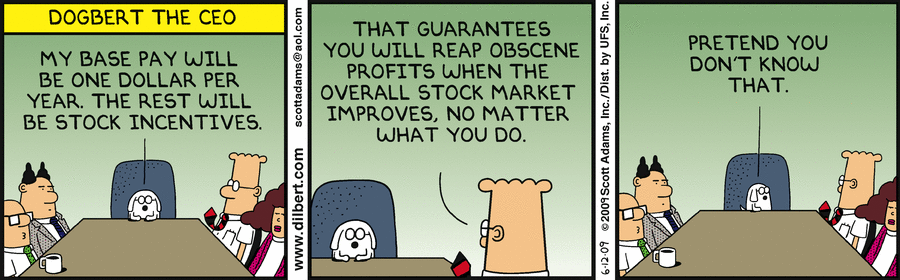 DOGBERT THE CEO
MY BASE PAY WILL
BE ONE DOLLAR PER
YEAR. THE REST WILL
BE STOCK INCENTIVES.
www.dilbert.com
scottadams@aol.com
THAT GUARANTEES
YOU WILL REAP OBSCENE
PROFITS WHEN THE
OVERALL STOCK MARKET
IMPROVES, NO MATTER
WHAT YOU DO.
6-12-09 ©2009 Scott Adams, Inc./Dist. by UFS, Inc.
PRETEND YOU
DON'T KNOW
THAT.